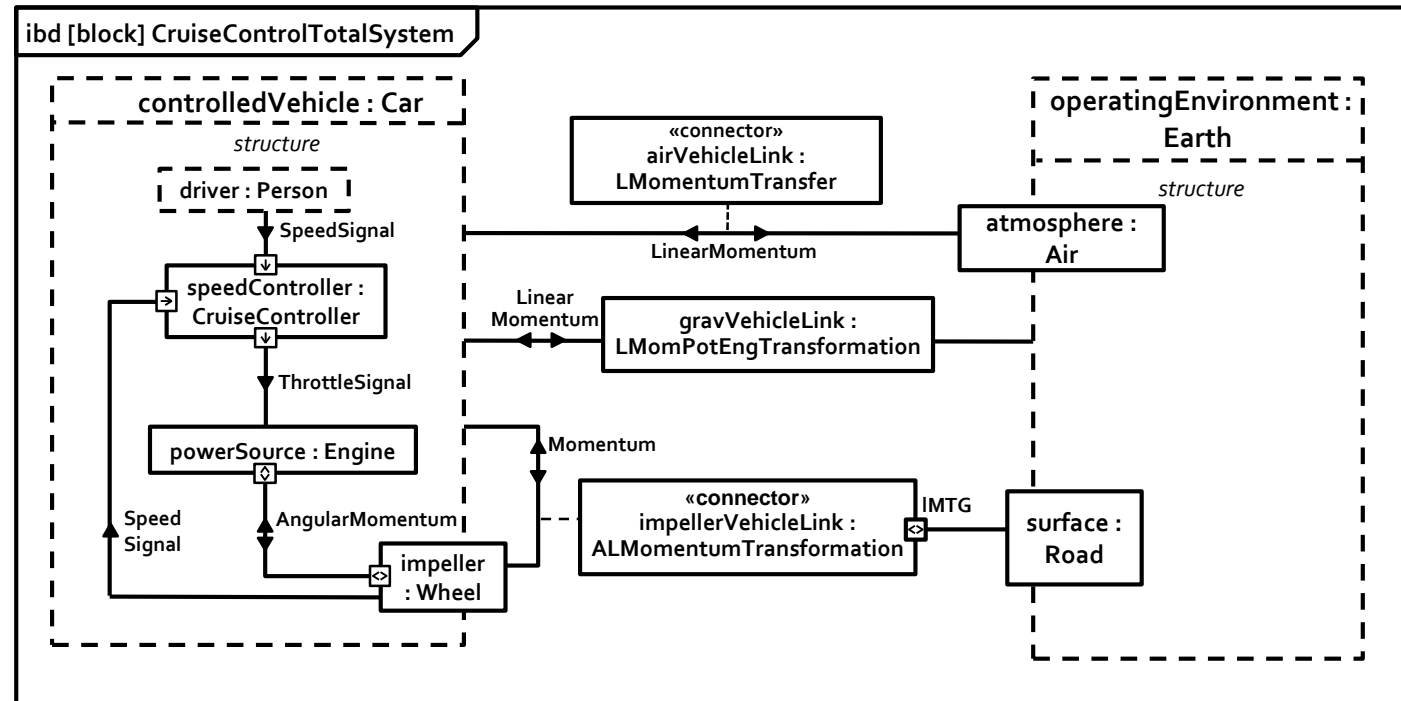 ibd [block] CruiseControlTotalSystem
controlledVehicle : Car
structure
driver : Person
SpeedSignal
speedController :
CruiseController
ThrottleSignal
powerSource : Engine
Speed
Signal
AngularMomentum
impeller
: Wheel
«connector»
airVehicleLink :
LMomentumTransfer
LinearMomentum
Linear
Momentum
gravVehicleLink :
LMomPotEngTransformation
Momentum
«connector»
impellerVehicleLink :
ALMomentumTransformation
IMTG
operatingEnvironment :
Earth
structure
atmosphere :
Air
surface :
Road